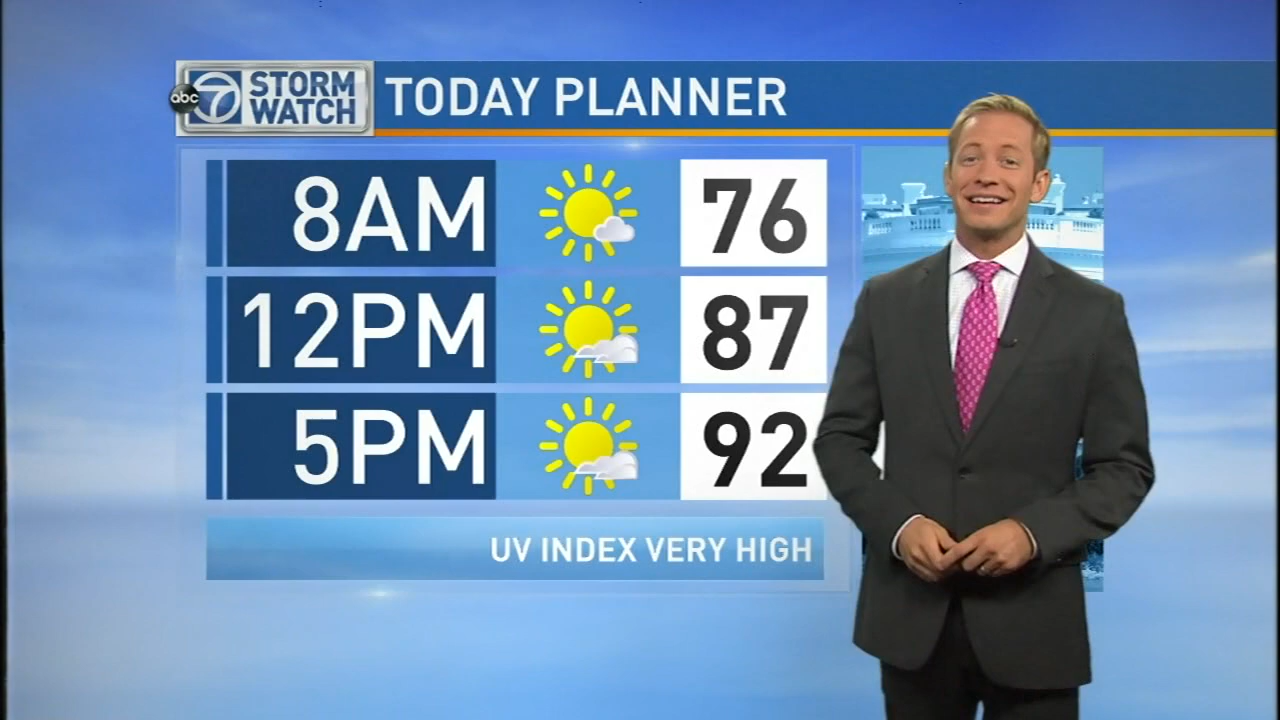 abc 7 STORM WATCH
TODAY PLANNER
8AM 76
12PM 87
5PM 92
UV INDEX VERY HIGH